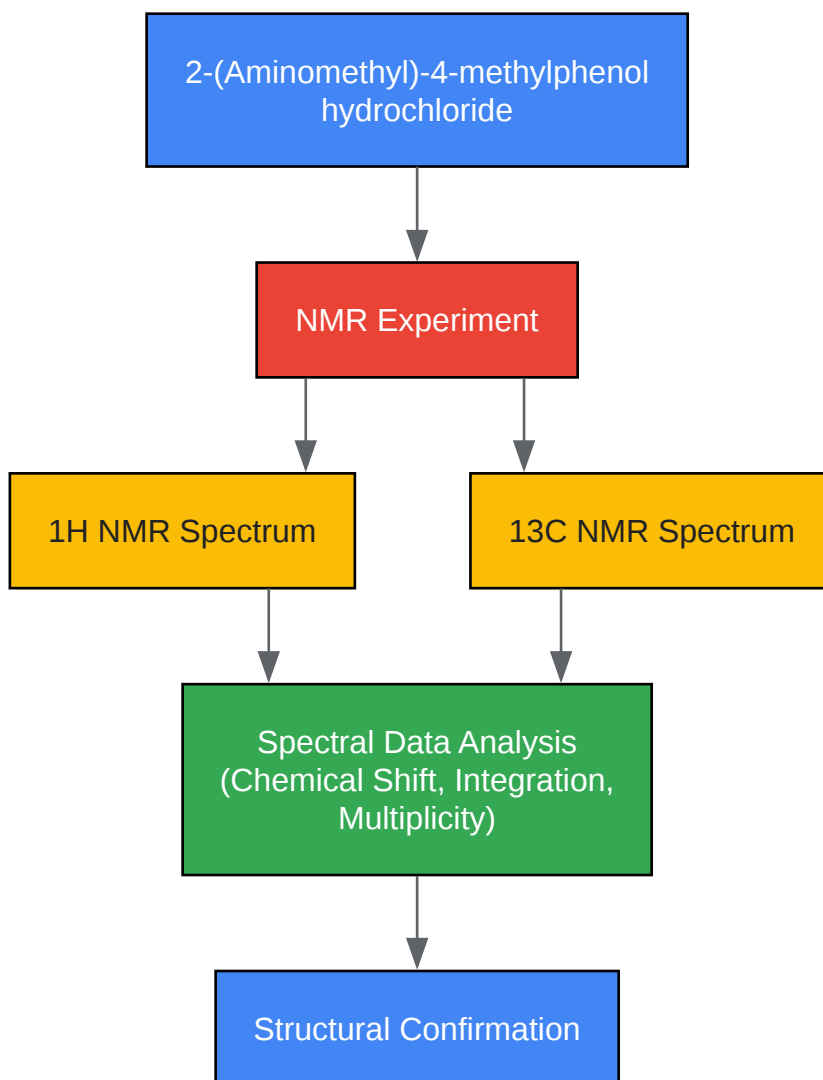 2-(Aminomethyl)-4-methylphenol
hydrochloride
NMR Experiment
1H NMR Spectrum
13C NMR Spectrum
Spectral Data Analysis
(Chemical Shift, Integration,
Multiplicity)
Structural Confirmation